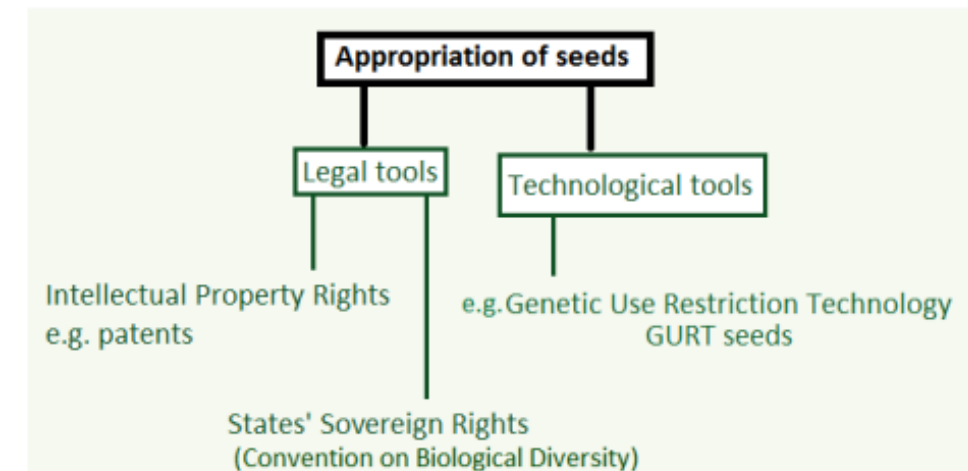 Appropriation of seeds
Legal tools
Technological tools
Intellectual Property Rights
e.g. patents
e.g. Genetic Use Restriction Technology
GURT seeds
States' Sovereign Rights
(Convention on Biological Diversity)